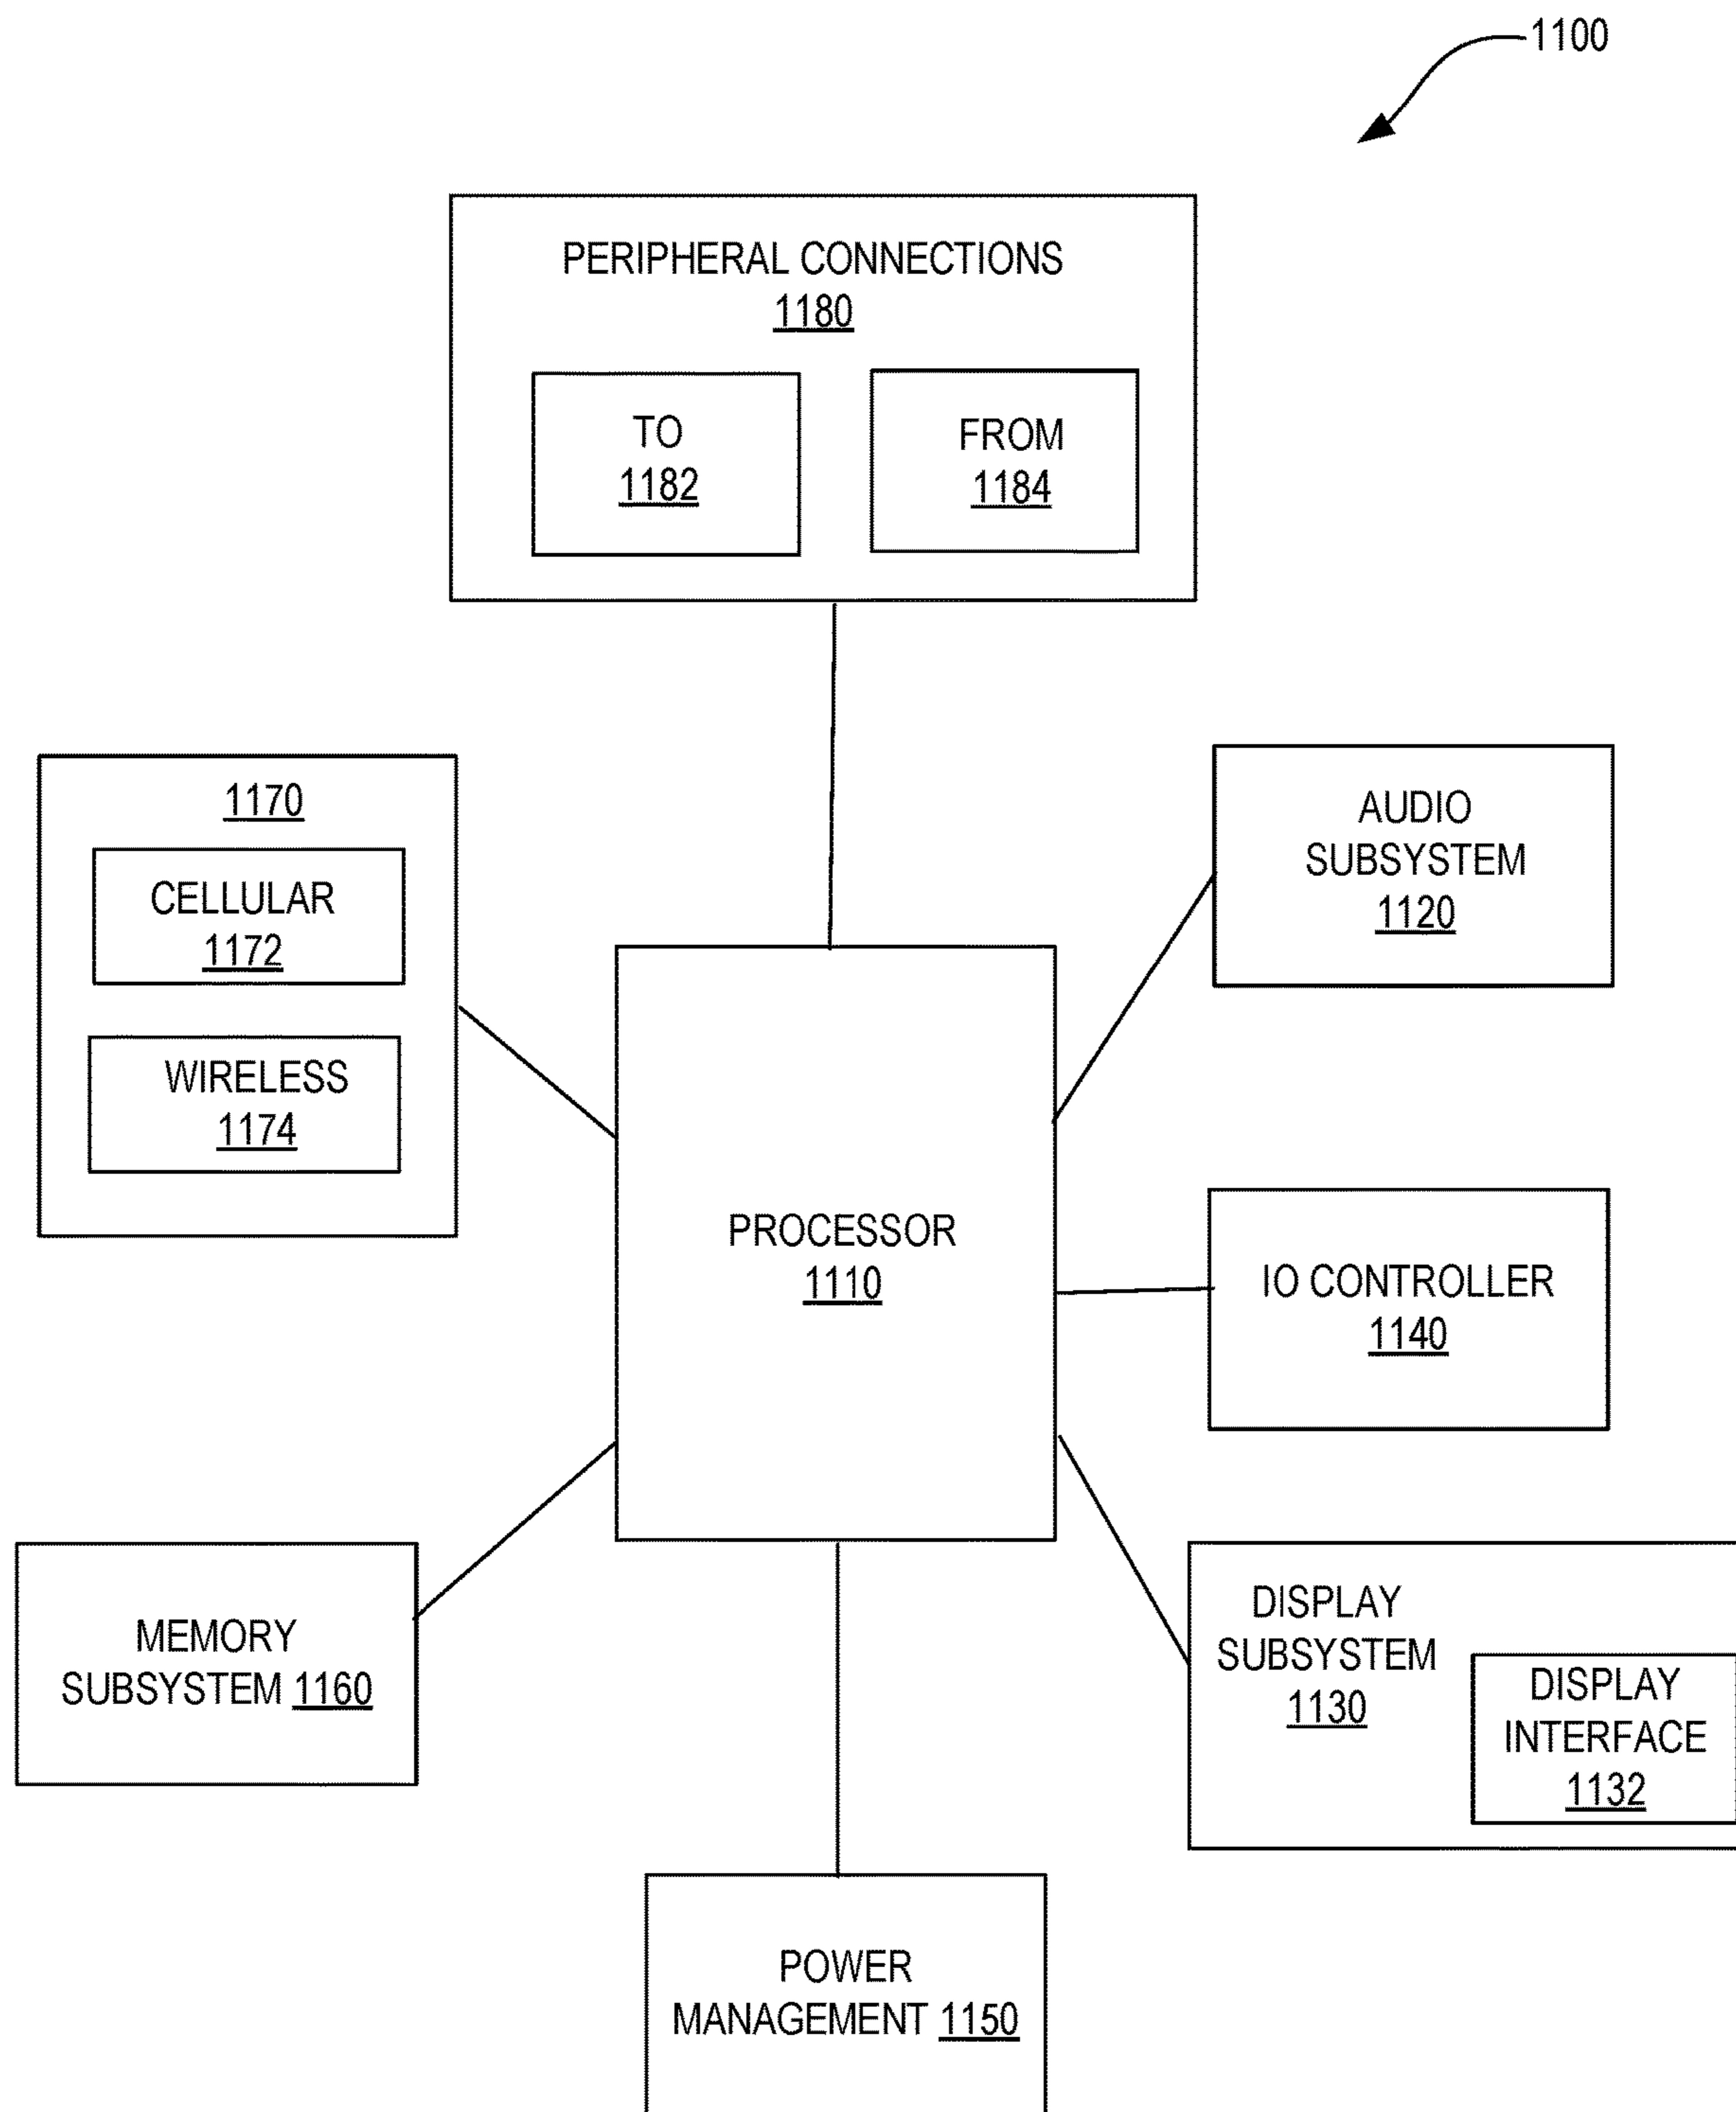 1100
PERIPHERAL CONNECTIONS
1180
TO
1182
FROM
1184
1170
CELLULAR
1172
WIRELESS
1174
AUDIO
SUBSYSTEM
1120
PROCESSOR
1110
IO CONTROLLER
1140
MEMORY
SUBSYSTEM 1160
DISPLAY
SUBSYSTEM
1130
DISPLAY
INTERFACE
1132
POWER
MANAGEMENT 1150